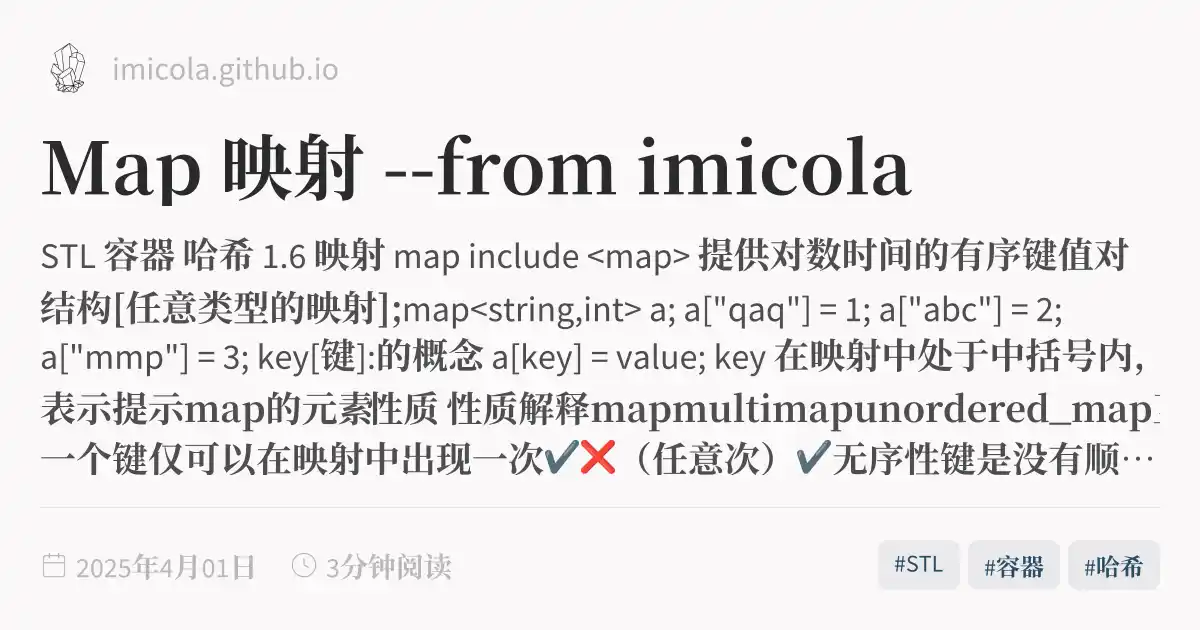 imicola.github.io
Map 映射 --from imicola
STL 容器 哈希 1.6 映射 map include <map> 提供对数时间的有序键值对
结构[任意类型的映射];map<string,int> a; a["qaq"] = 1; a["abc"] = 2;
a["mmp"] = 3; key[键]:的概念 a[key] = value; key 在映射中处于中括号内,
表示提示map的元素性质 性质解释mapmultimapunordered_map
一个键仅可以在映射中出现一次✔❌（任意次）✔无序性键是没有顺…
2025年4月01日 3分钟阅读 #STL #容器 #哈希